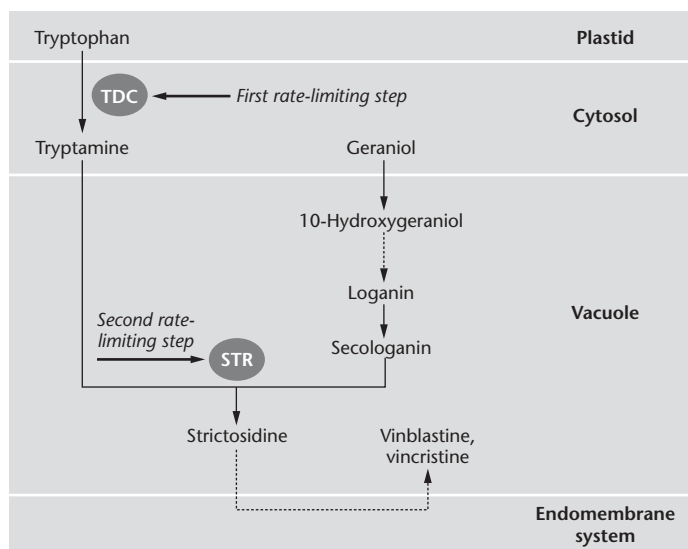 Tryptophan
Plastid
TDC
First rate-limiting step
Cytosol
Tryptamine
Geraniol
10-Hydroxygeraniol
Loganin
Vacuole
Second rate-
limiting step
STR
Secologanin
Strictosidine
Vinblastine,
vincristine
Endomembrane
system